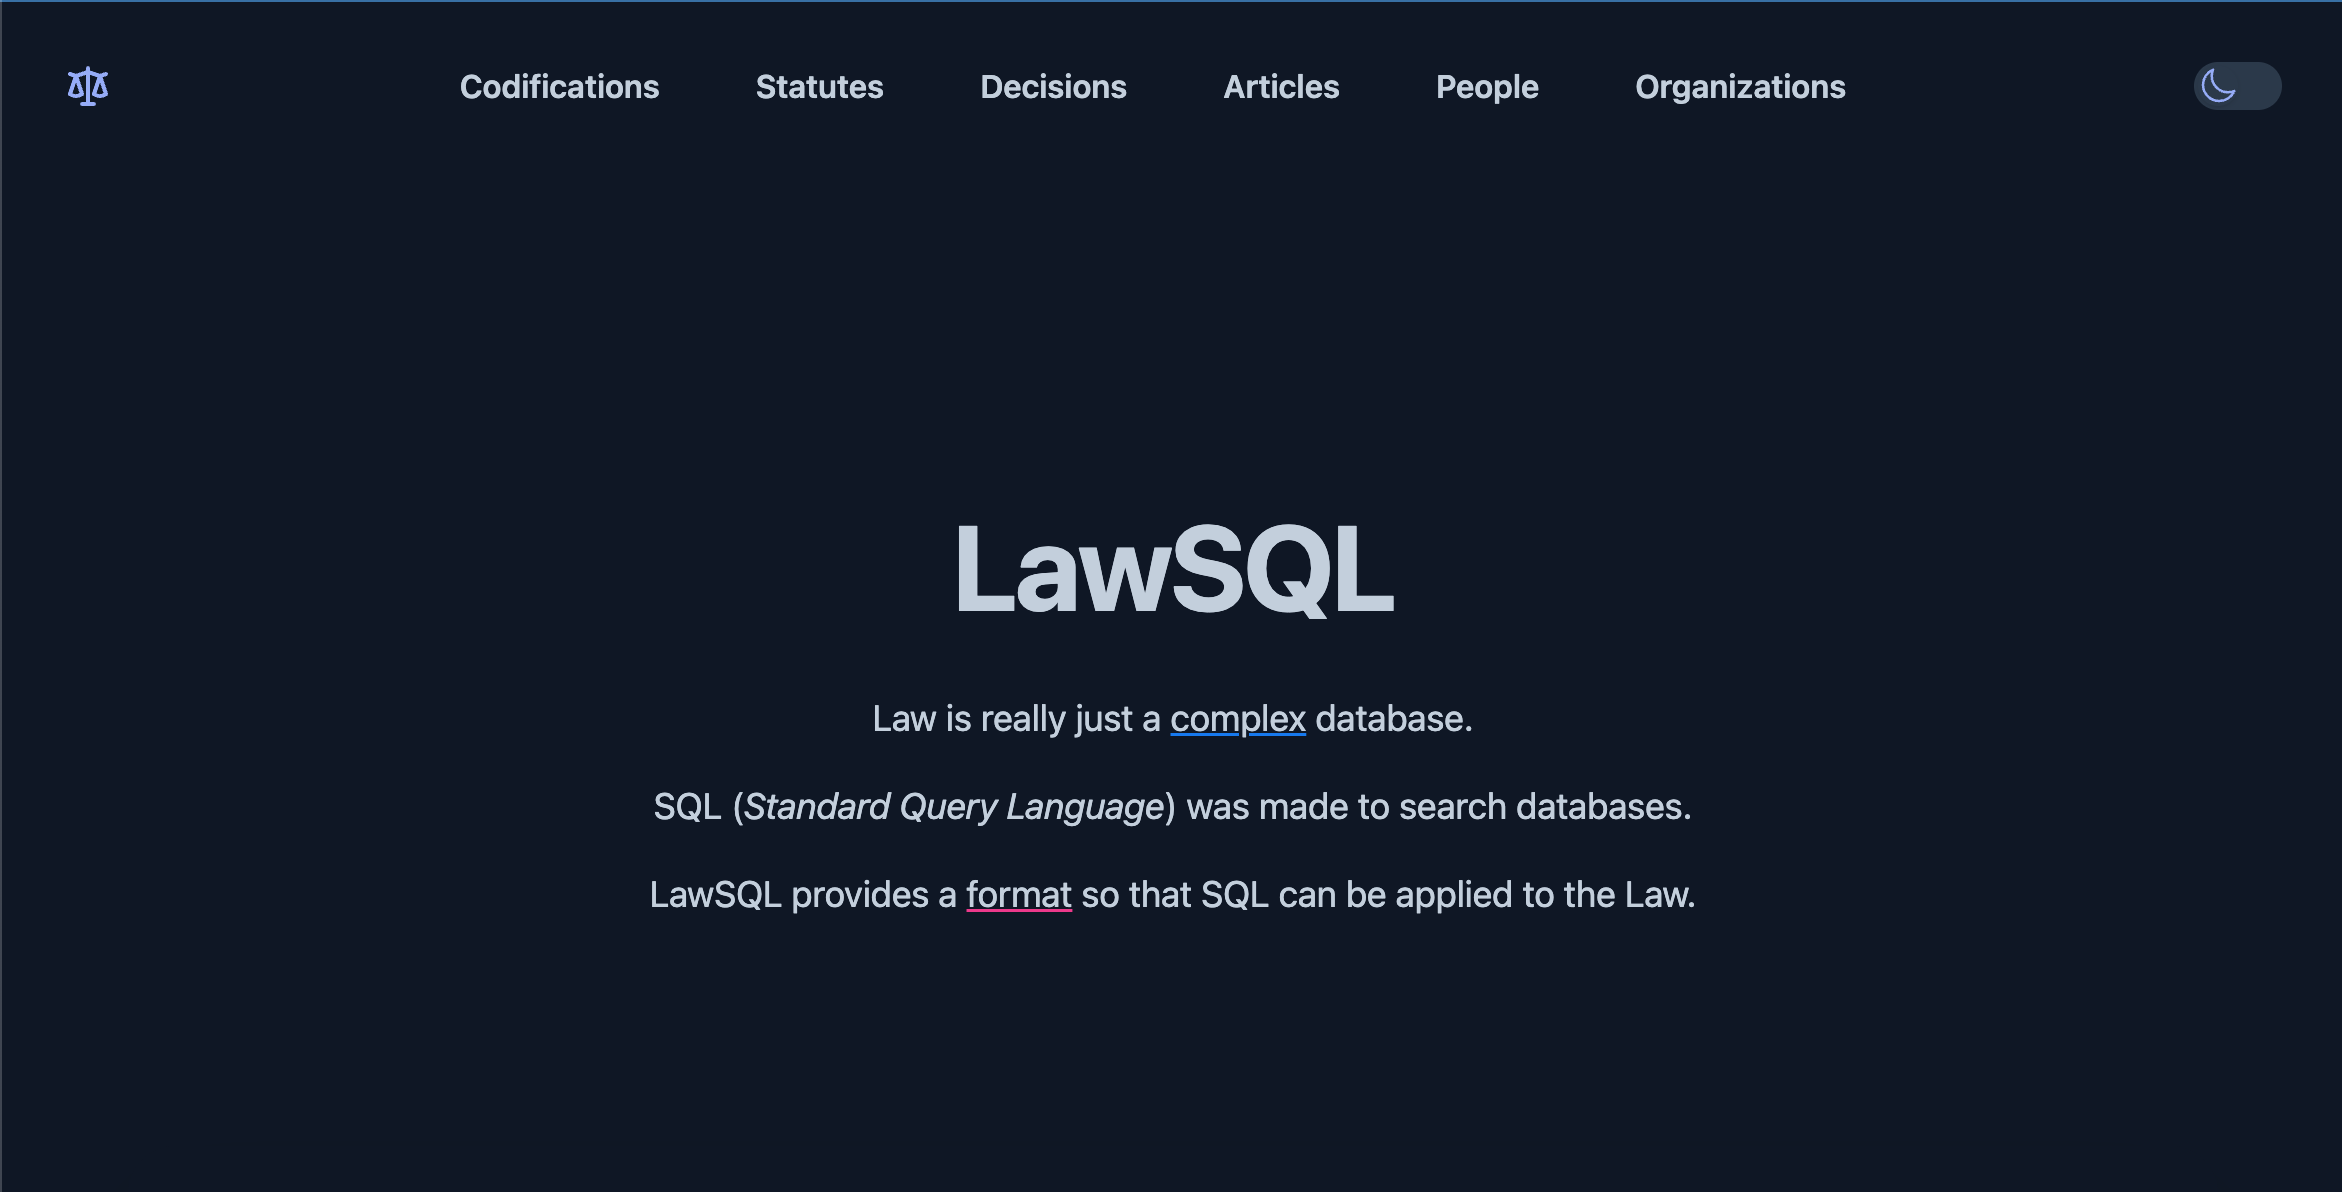 Codifications Statutes Decisions Articles People Organizations
LawSQL
Law is really just a complex database.
SQL (Standard Query Language) was made to search databases.
LawSQL provides a format so that SQL can be applied to the Law.